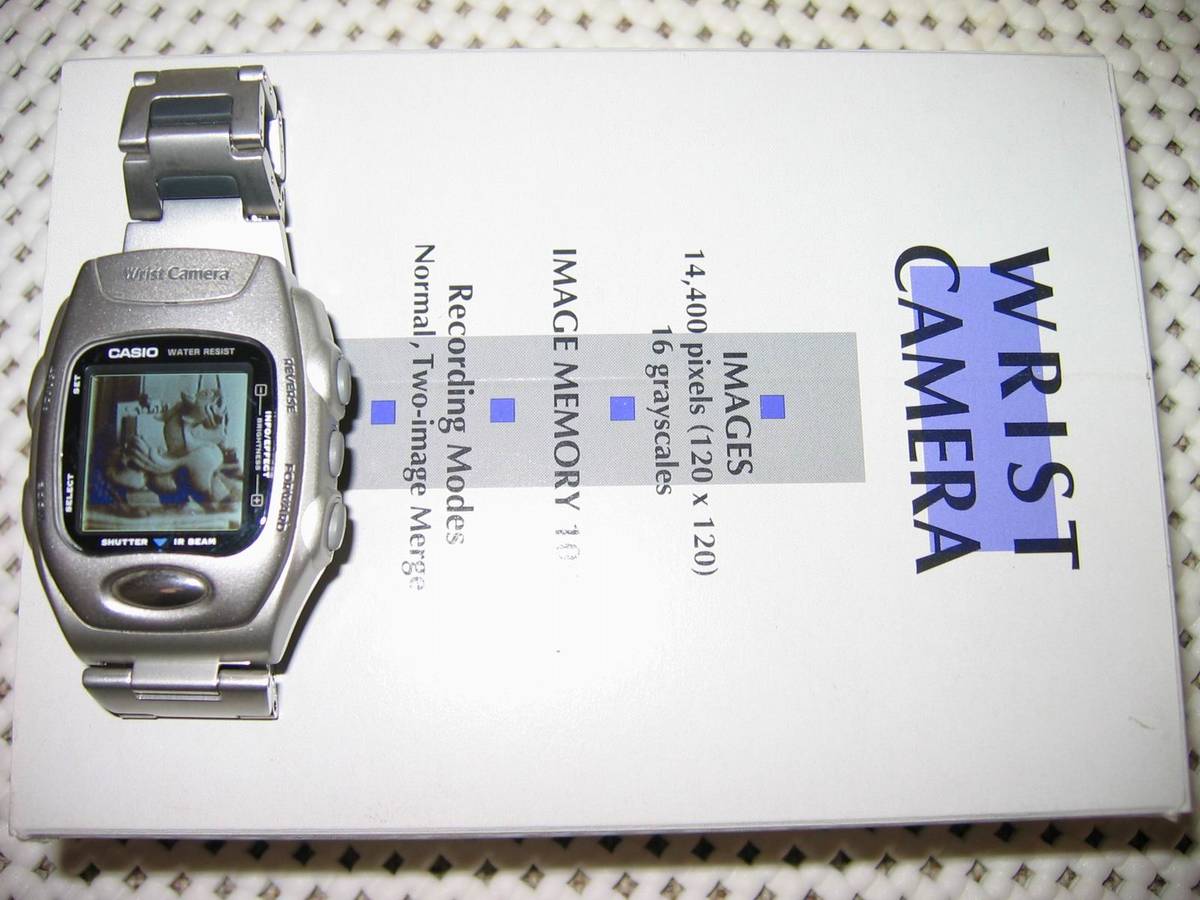 WRIST
CAMERA
IMAGES
14,400 pixels (120 x 120)
16 grayscales
IMAGE MEMORY 10
Recording Modes
Normal, Two-image Merge
Wrist Camera
CASIO WATER RESIST
SET
REVERSE
INFO/EFFECT
BRIGHTNESS
SELECT
FORWARD
SHUTTER IR BEAM